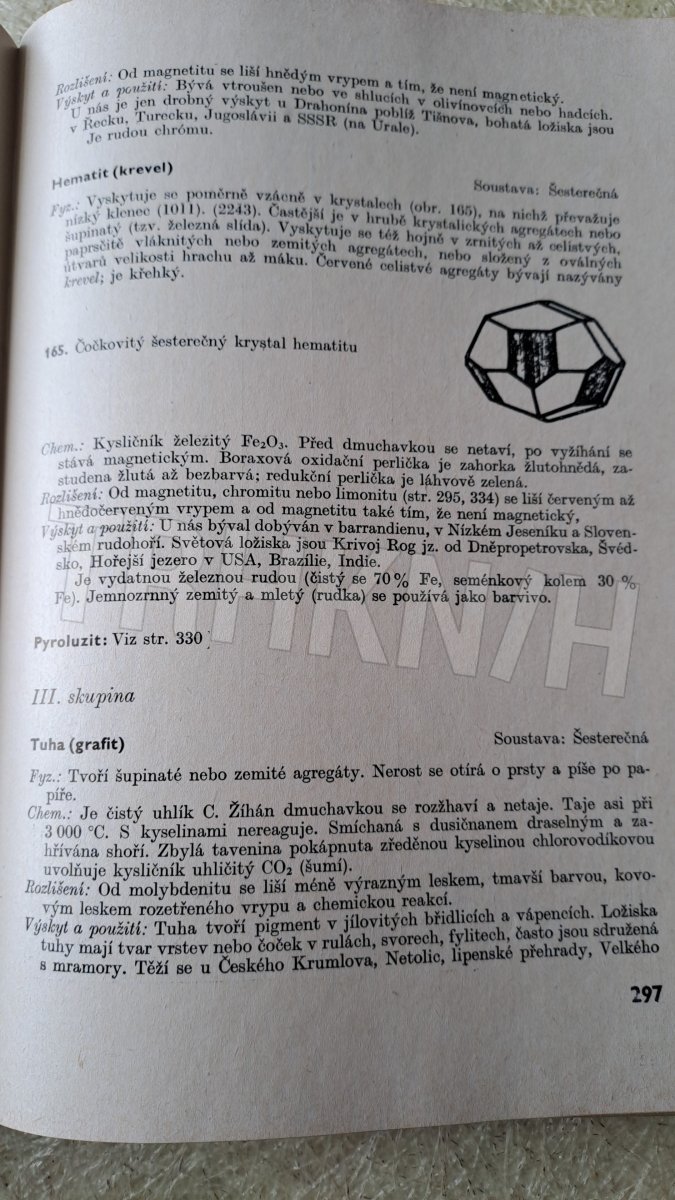 Rozlišení: Od magnetitu se liší hnědým vrypem a tím, že není magnetický.
Výskyt a použití: Bývá vtroušen nebo ve shlucích v olivínovcích nebo hadcích.
U nás je jen drobný výskyt u Drahonína poblíž Tišnova, bohatá ložiska jsou
v Řecku, Turecku, Jugoslávii a SSSR (na Urale).
Je rudou chrómu.
Hematit (krevel)
Soustava: Šesterečná
Fyz.: Vyskytuje se poměrně vzácně v krystalech (obr. 165), na nichž převažuje
nízký klenec (1011). (2243). Častější je v hrubě krystalických agregátech nebo
šupinatý (tzv. železná slída). Vyskytuje se též hojně v zrnitých až celistvých,
paprsčitě vláknitých nebo zemitých agregátech, nebo složený z oválných
útvarů velikosti hrachu až máku. Červené celistvé agregáty bývají nazývány
krevel; je křehký.
165. Čočkovitý šesterečný krystal hematitu
Chem.: Kysličník železitý Fe₂O₃. Před dmuchavkou se netaví, po vyžíhání se
stává magnetickým. Boraxová oxidační perlička je zahorka žlutohnědá, za-
studena žlutá až bezbarvá; redukční perlička je láhvově zelená.
Rozlišení: Od magnetitu, chromitu nebo limonitu (str. 295, 334) se liší červeným až
hnědočerveným vrypem a od magnetitu také tím, že není magnetický,
Výskyt a použití: U nás býval dobýván v barrandienu, v Nízkém Jeseníku a Sloven-
ském rudohoří. Světová ložiska jsou Krivoj Rog jz. od Dněpropetrovska, Švéd-
sko, Hořejší jezero v USA, Brazílie, Indie.
Je vydatnou železnou rudou (čistý se 70 % Fe, seménkový kolem 30 %
Fe). Jemnozrnný zemitý a mletý (rudka) se používá jako barvivo.
Pyroluzit: Viz str. 330
III. skupina
Tuha (grafit)
Soustava: Šesterečná
Fyz.: Tvoří šupinaté nebo zemité agregáty. Nerost se otírá o prsty a píše po pa-
píře.
Chem.: Je čistý uhlík C. Žíhán dmuchavkou se rozžhaví a netaje. Taje asi při
3 000 °C. S kyselinami nereaguje. Smíchaná s dusičnanem draselným a za-
hřívána shoří. Zbylá tavenina pokápnuta zředěnou kyselinou chlorovodíkovou
uvolňuje kysličník uhličitý CO₂ (šumí).
Rozlišení: Od molybdenitu se liší méně výrazným leskem, tmavší barvou, kovo-
vým leskem rozetřeného vrypu a chemickou reakcí.
Výskyt a použití: Tuha tvoří pigment v jílovitých břidlicích a vápencích. Ložiska
tuhy mají tvar vrstev nebo čoček v rulách, svorech, fylitech, často jsou sdružená
s mramory. Těží se u Českého Krumlova, Netolic, lipenské přehrady, Velkého
297